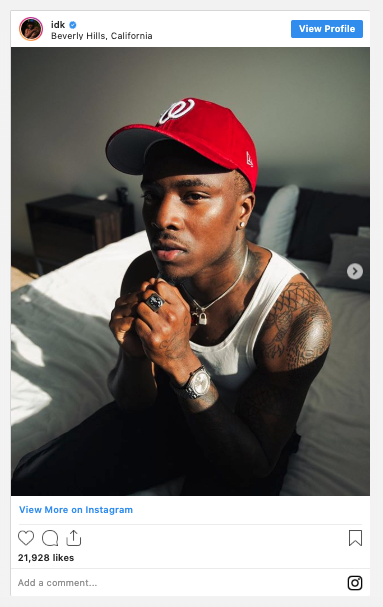 idk
View Profile
Beverly Hills, California
W
View More on Instagram
21,928 likes
Add a comment...